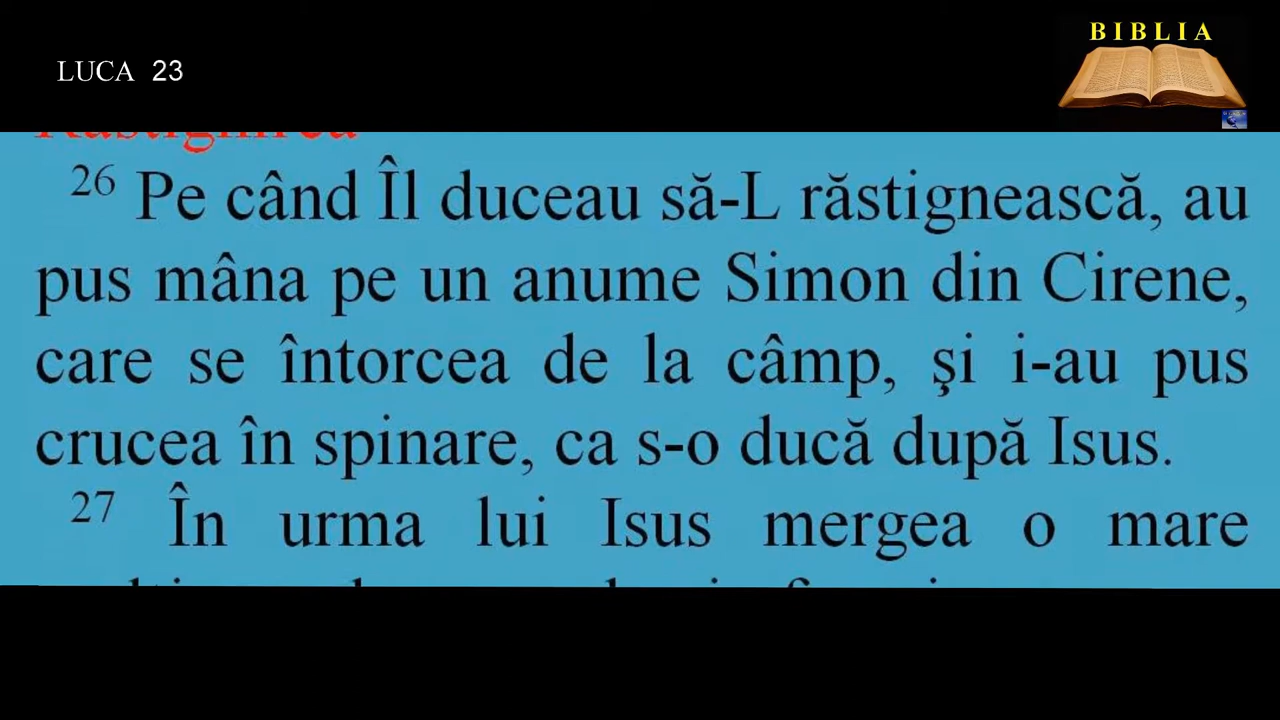 BIBLIA
LUCA 23
Răstignirea
26 Pe când Îl duceau să-L răstignească, au
pus mâna pe un anume Simon din Cirene,
care se întorcea de la câmp, şi i-au pus
crucea în spinare, ca s-o ducă după Isus.
27 În urma lui Isus mergea o mare